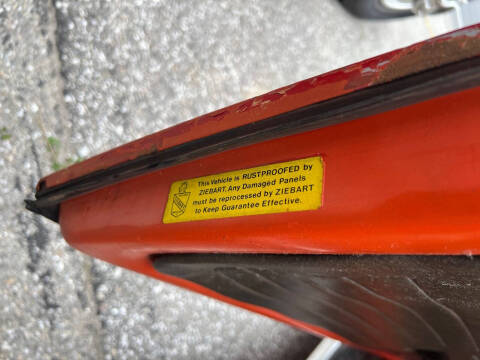 This Vehicle is RUSTPROOFED by
ZIEBART. Any Damaged Panels
must be reprocessed by ZIEBART
to Keep Guarantee Effective.